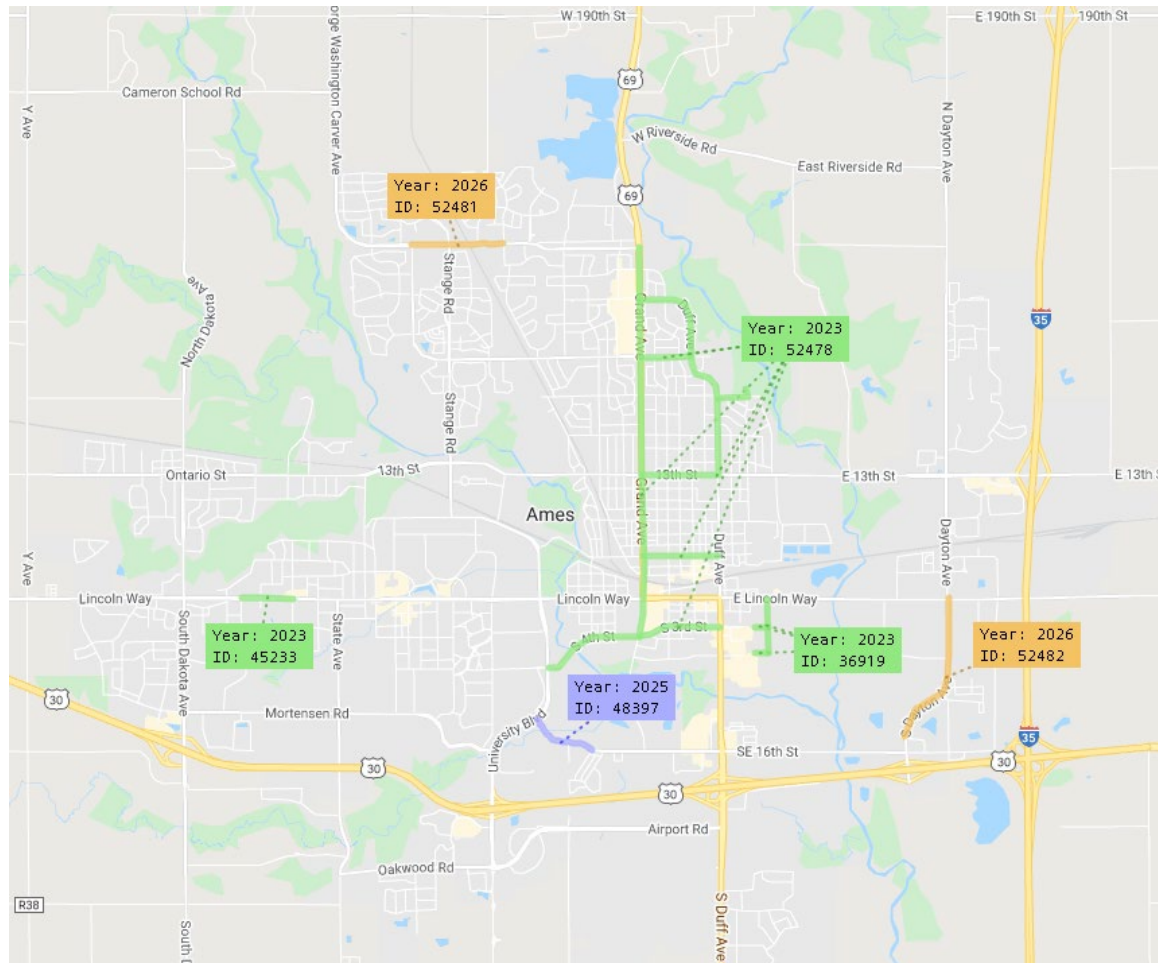 W 190th St
E 190th St
190th St
orge Washington Carver Ave
69
Cameron School Rd
Y Ave
N Dayton Ave
W Riverside Rd
East Riverside Rd
Year: 2026
ID: 52481
69
Stange Rd
North Dakota Ave
Grand Ave
Duff Ave
Year: 2023
ID: 52478
35
Stange Rd
Ontario St
13th St
13th St
E 13th St
E 13th S
Ames
Grand Ave
Duff Ave
Dayton Ave
Y Ave
Lincoln Way
Lincoln Way
E Lincoln Way
South Dakota Ave
State Ave
Year: 2023
ID: 45233
S 4th St
S 3rd St
Year: 2023
ID: 36919
Year: 2026
ID: 52482
Year: 2025
ID: 48397
30
Mortensen Rd
University Blvd
S Dayton Ave
35
SE 16th St
30
30
30
Airport Rd
Oakwood Rd
R38
S Duff Ave
South D